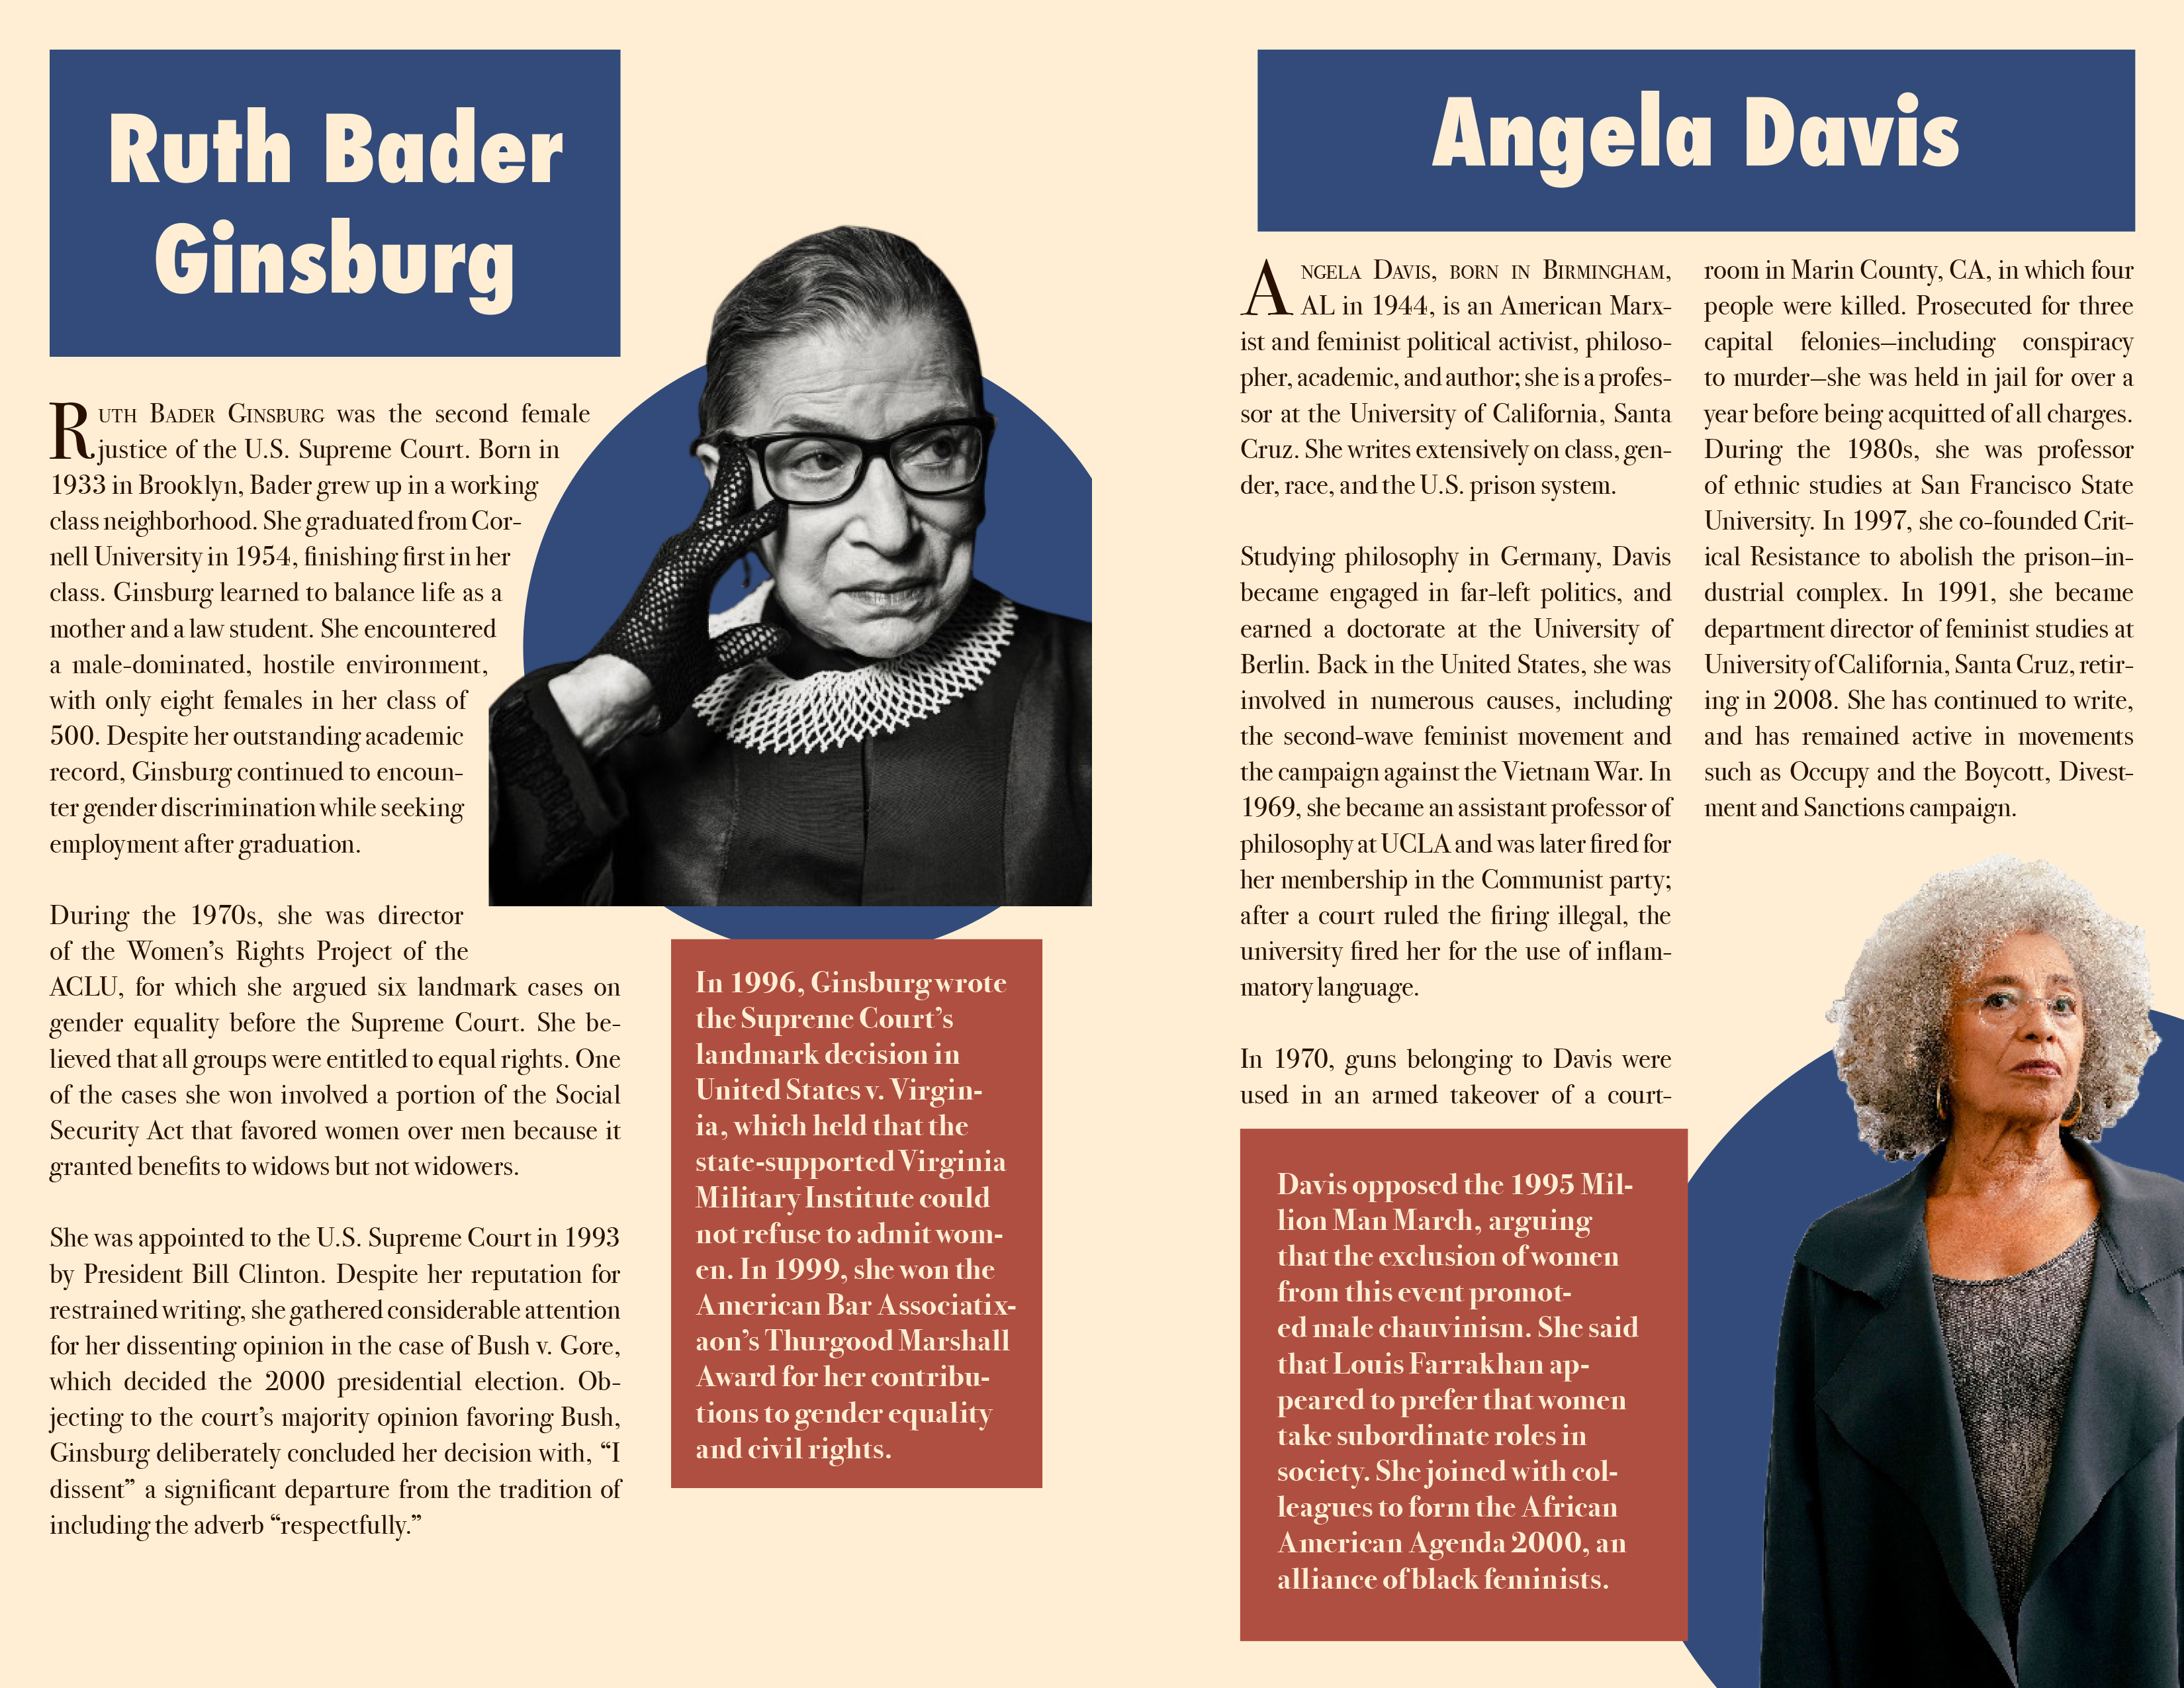 Ruth Bader
Ginsburg
RUTH BADER GINSBURG was the second female
justice of the U.S. Supreme Court. Born in
1933 in Brooklyn, Bader grew up in a working
class neighborhood. She graduated from Cor-
nell University in 1954, finishing first in her
class. Ginsburg learned to balance life as a
mother and a law student. She encountered
a male-dominated, hostile environment,
with only eight females in her class of
500. Despite her outstanding academic
record, Ginsburg continued to encoun-
ter gender discrimination while seeking
employment after graduation.
During the 1970s, she was director
of the Women's Rights Project of the
ACLU, for which she argued six landmark cases on
gender equality before the Supreme Court. She be-
lieved that all groups were entitled to equal rights. One
of the cases she won involved a portion of the Social
Security Act that favored women over men because it
granted benefits to widows but not widowers.
She was appointed to the U.S. Supreme Court in 1993
by President Bill Clinton. Despite her reputation for
restrained writing, she gathered considerable attention
for her dissenting opinion in the case of Bush v. Gore,
which decided the 2000 presidential election. Ob-
jecting to the court's majority opinion favoring Bush,
Ginsburg deliberately concluded her decision with, “I
dissent” a significant departure from the tradition of
including the adverb “respectfully.”
In 1996, Ginsburg wrote
the Supreme Court's
landmark decision in
United States v. Virgin-
ia, which held that the
state-supported Virginia
Military Institute could
not refuse to admit wom-
en. In 1999, she won the
American Bar Associatix-
aon's Thurgood Marshall
Award for her contribu-
tions to gender equality
and civil rights.
Angela Davis
ANGELA DAVIS, BORN IN BIRMINGHAM,
AL in 1944, is an American Marx-
ist and feminist political activist, philoso-
pher, academic, and author; she is a profes-
sor at the University of California, Santa
Cruz. She writes extensively on class, gen-
der, race, and the U.S. prison system.
Studying philosophy in Germany, Davis
became engaged in far-left politics, and
earned a doctorate at the University of
Berlin. Back in the United States, she was
involved in numerous causes, including
the second-wave feminist movement and
the campaign against the Vietnam War. In
1969, she became an assistant professor of
philosophy at UCLA and was later fired for
her membership in the Communist party;
after a court ruled the firing illegal, the
university fired her for the use of inflam-
matory language.
In 1970, guns belonging to Davis were
used in an armed takeover of a court-
room in Marin County, CA, in which four
people were killed. Prosecuted for three
capital felonies—including conspiracy
to murder—she was held in jail for over a
year before being acquitted of all charges.
During the 1980s, she was professor
of ethnic studies at San Francisco State
University. In 1997, she co-founded Crit-
ical Resistance to abolish the prison–in-
dustrial complex. In 1991, she became
department director of feminist studies at
University of California, Santa Cruz, retir-
ing in 2008. She has continued to write,
and has remained active in movements
such as Occupy and the Boycott, Divest-
ment and Sanctions campaign.
Davis opposed the 1995 Mil-
lion Man March, arguing
that the exclusion of women
from this event promot-
ed male chauvinism. She said
that Louis Farrakhan ap-
peared to prefer that women
take subordinate roles in
society. She joined with col-
leagues to form the African
American Agenda 2000, an
alliance of black feminists.